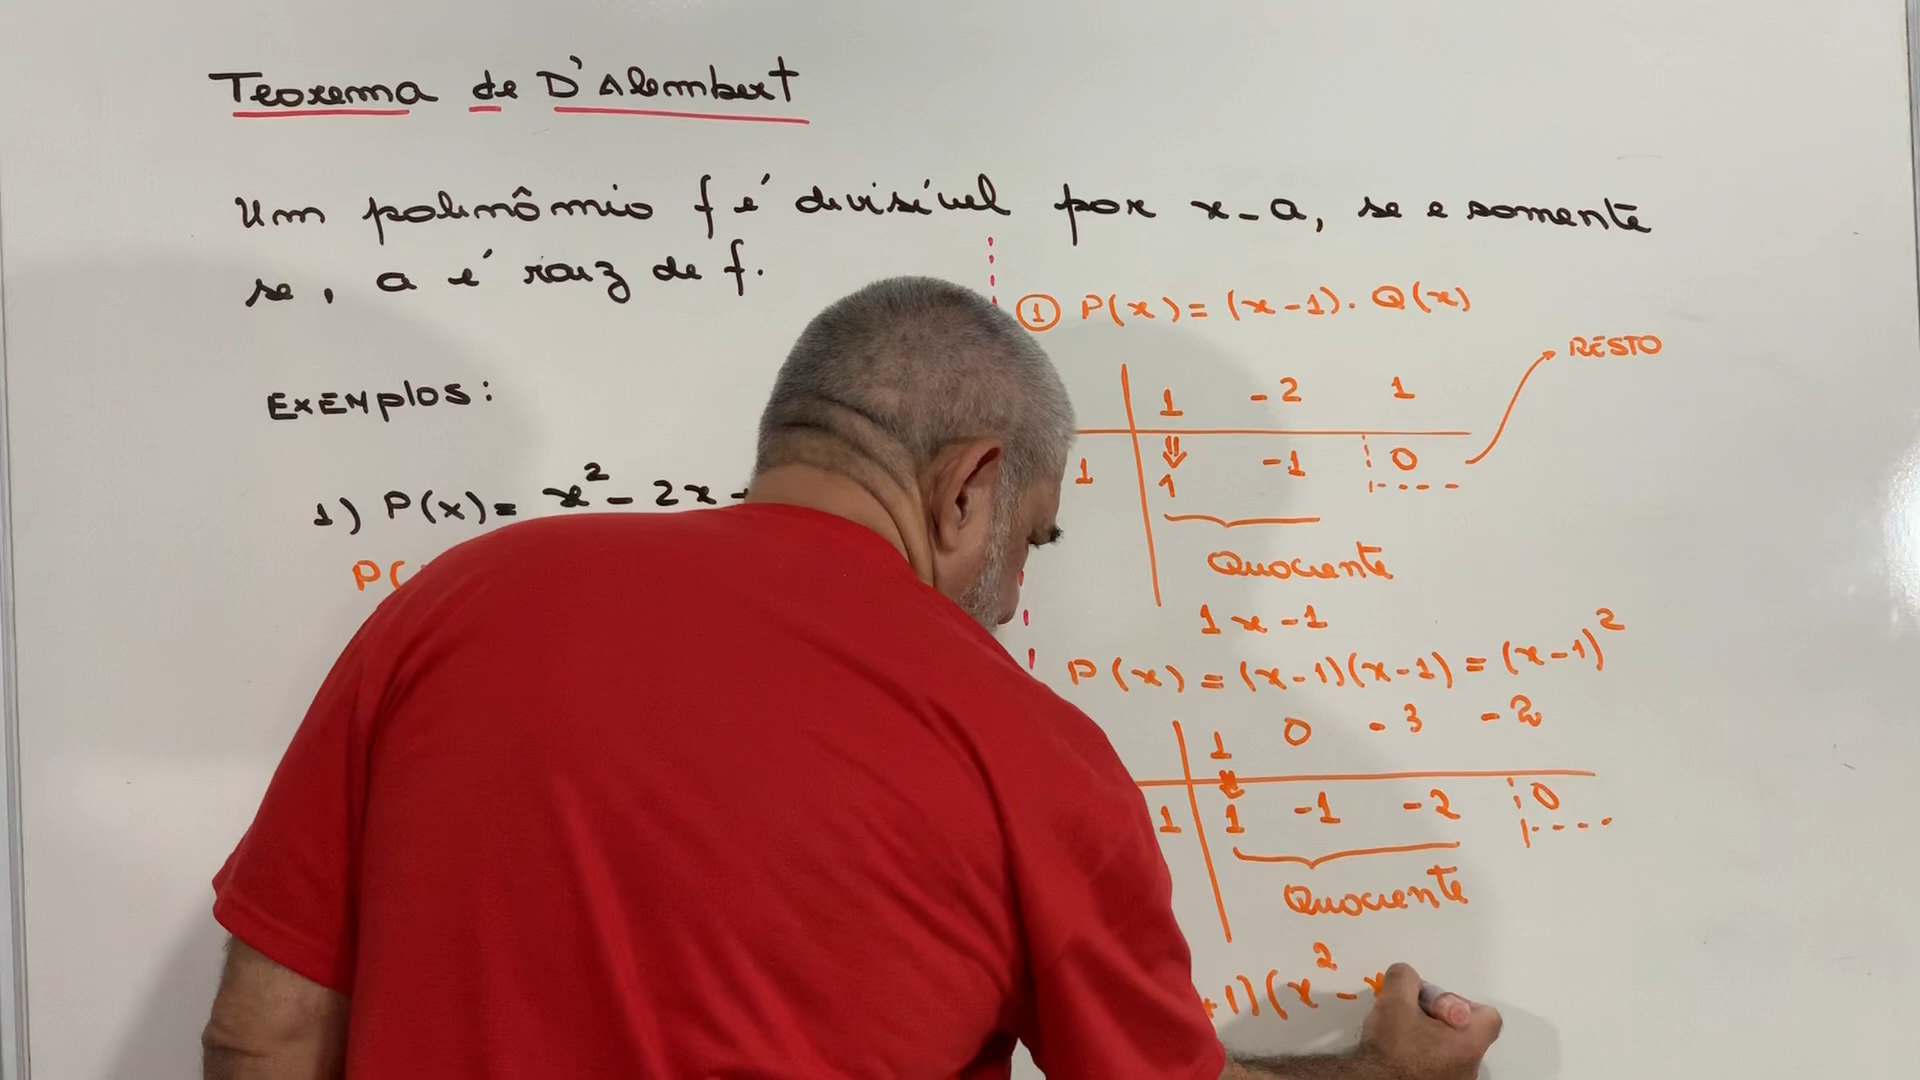 Teorema de D'Alembert
Um polinômio f é divisível por x-a, se e somente
se, a é raiz de f.
EXEMPLOS:
1) P(x)= x² - 2x
P(
① P(x)= (x-1). Q(x)
RESTO
1 -2 1
1 1 -1 0
Quociente
1x-1
P(x) = (x-1)(x-1) = (x-1)²
1 0 -3 -2
1 1 -1 -2 0
Quociente
+1)(x² - x